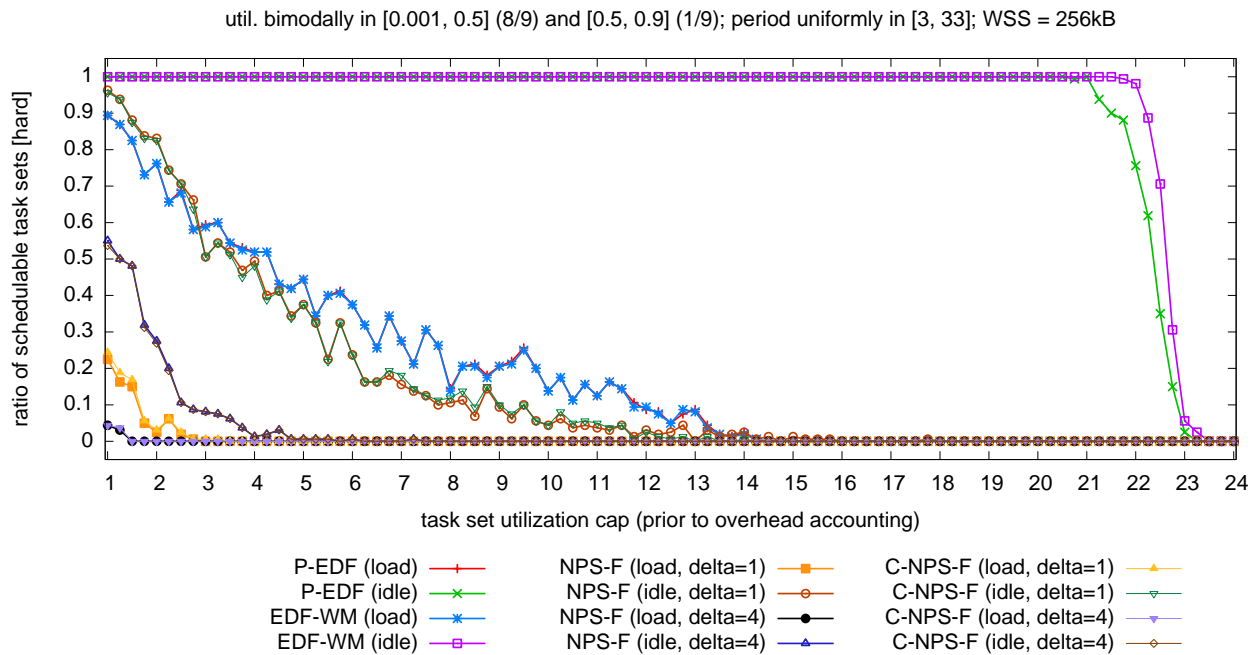 util. bimodally in [0.001, 0.5] (8/9) and [0.5, 0.9] (1/9); period uniformly in [3, 33]; WSS = 256kB
1
0.9
0.8
0.7
0.6
0.5
0.4
0.3
0.2
0.1
0
ratio of schedulable task sets [hard]
1 2 3 4 5 6 7 8 9 10 11 12 13 14 15 16 17 18 19 20 21 22 23 24
task set utilization cap (prior to overhead accounting)
P-EDF (load) NPS-F (load, delta=1) C-NPS-F (load, delta=1)
P-EDF (idle) NPS-F (idle, delta=1) C-NPS-F (idle, delta=1)
EDF-WM (load) NPS-F (load, delta=4) C-NPS-F (load, delta=4)
EDF-WM (idle) NPS-F (idle, delta=4) C-NPS-F (idle, delta=4)